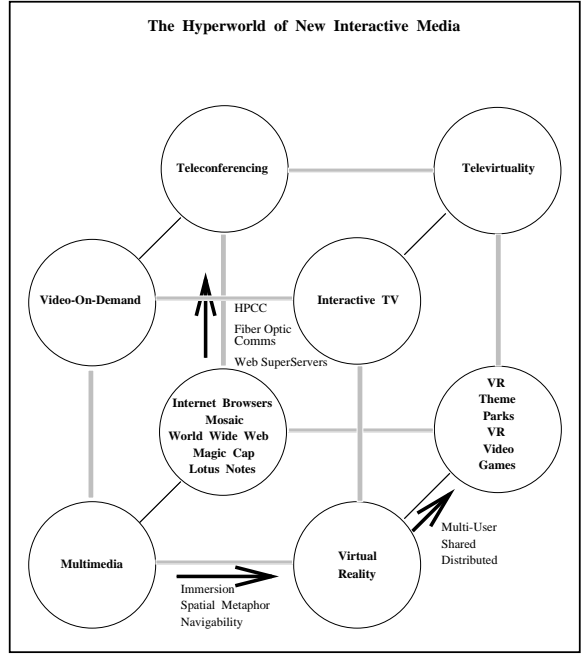 The Hyperworld of New Interactive Media
Teleconferencing
Televirtuality
Video-On-Demand
Interactive TV
HPCC
Fiber Optic
Comms
Web SuperServers
Internet Browsers
Mosaic
World Wide Web
Magic Cap
Lotus Notes
VR
Theme
Parks
VR
Video
Games
Multimedia
Virtual
Reality
Multi-User
Shared
Distributed
Immersion
Spatial Metaphor
Navigability